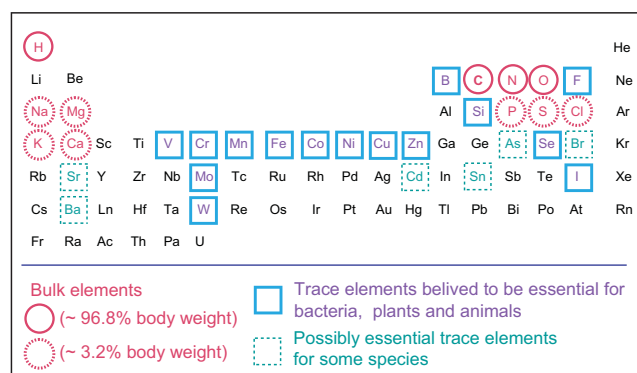 H He
Li Be B C N O F Ne
Na Mg Al Si P S Cl Ar
K Ca Sc Ti V Cr Mn Fe Co Ni Cu Zn Ga Ge As Se Br Kr
Rb Sr Y Zr Nb Mo Tc Ru Rh Pd Ag Cd In Sn Sb Te I Xe
Cs Ba Ln Hf Ta W Re Os Ir Pt Au Hg Tl Pb Bi Po At Rn
Fr Ra Ac Th Pa U
Bulk elements
(~ 96.8% body weight)
(~ 3.2% body weight)
Trace elements belived to be essential for
bacteria, plants and animals
Possibly essential trace elements
for some species